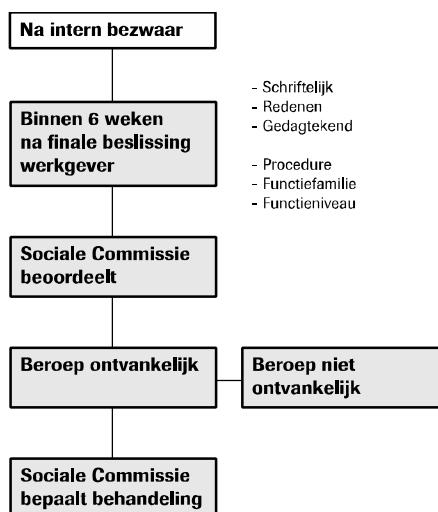 Na intern bezwaar
Binnen 6 weken
na finale beslissing
werkgever
- Schriftelijk
- Redenen
- Gedagtekend
- Procedure
- Functiefamilie
- Functieniveau
Sociale Commissie
beoordeelt
Beroep ontvankelijk
Beroep niet
ontvankelijk
Sociale Commissie
bepaalt behandeling